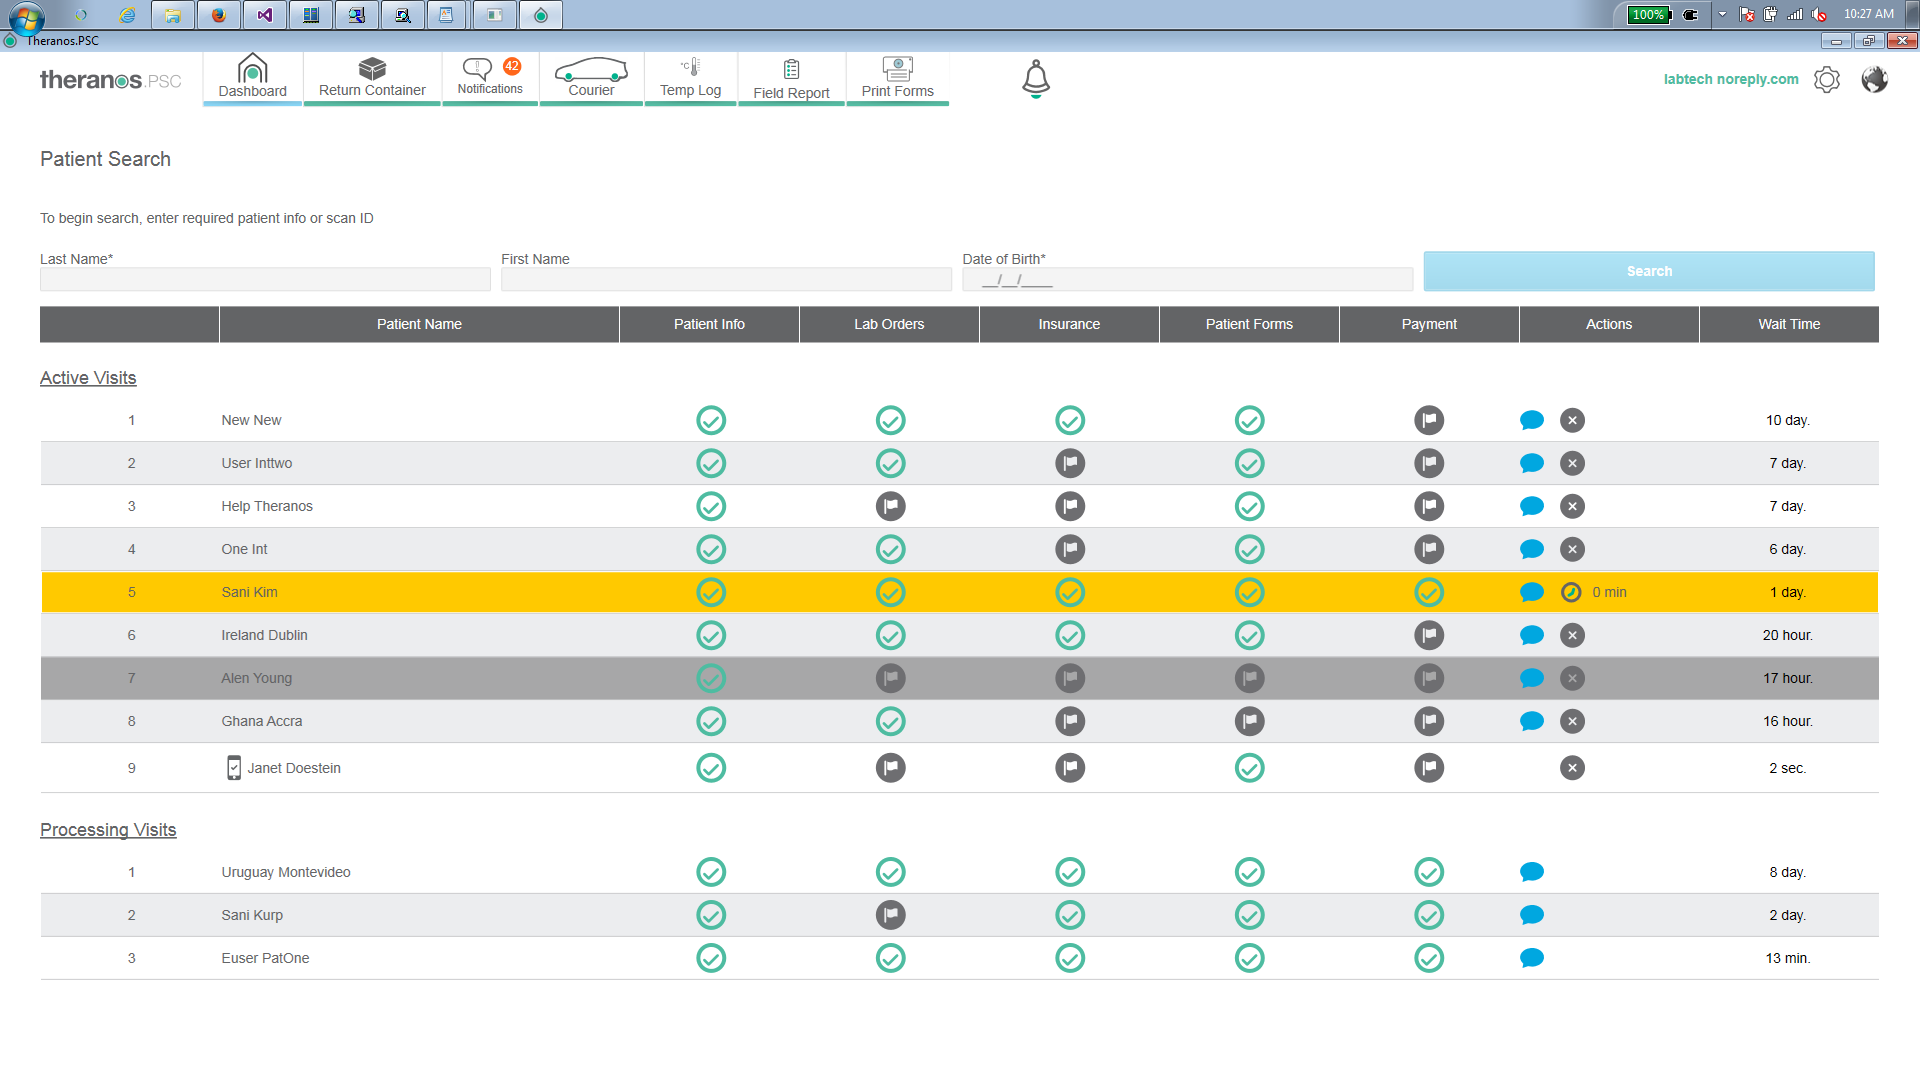 100%
10:27 AM
Theranos.PSC
theranos.PSC
Dashboard
Return Container
42
Notifications
Courier
°C
Temp Log
Field Report
Print Forms
labtech noreply.com
Patient Search
To begin search, enter required patient info or scan ID
Last Name* First Name Date of Birth*
__/__/____
Search
Patient Name Patient Info Lab Orders Insurance Patient Forms Payment Actions Wait Time
Active Visits
1 New New 10 day.
2 User Inttwo 7 day.
3 Help Theranos 7 day.
4 One Int 6 day.
5 Sani Kim 0 min 1 day.
6 Ireland Dublin 20 hour.
7 Alen Young 17 hour.
8 Ghana Accra 16 hour.
9 Janet Doestein 2 sec.
Processing Visits
1 Uruguay Montevideo 8 day.
2 Sani Kurp 2 day.
3 Euser PatOne 13 min.